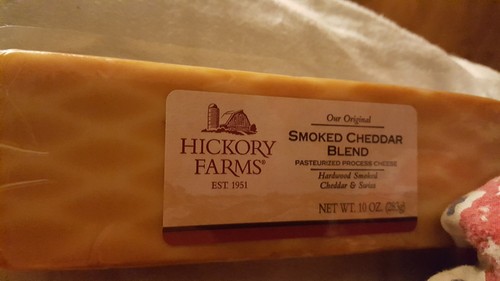 HICKORY
FARMS®
EST. 1951
Our Original
SMOKED CHEDDAR
BLEND
PASTEURIZED PROCESS CHEESE
Hardwood Smoked
Cheddar & Swiss
NET WT. 10 OZ. (283g)